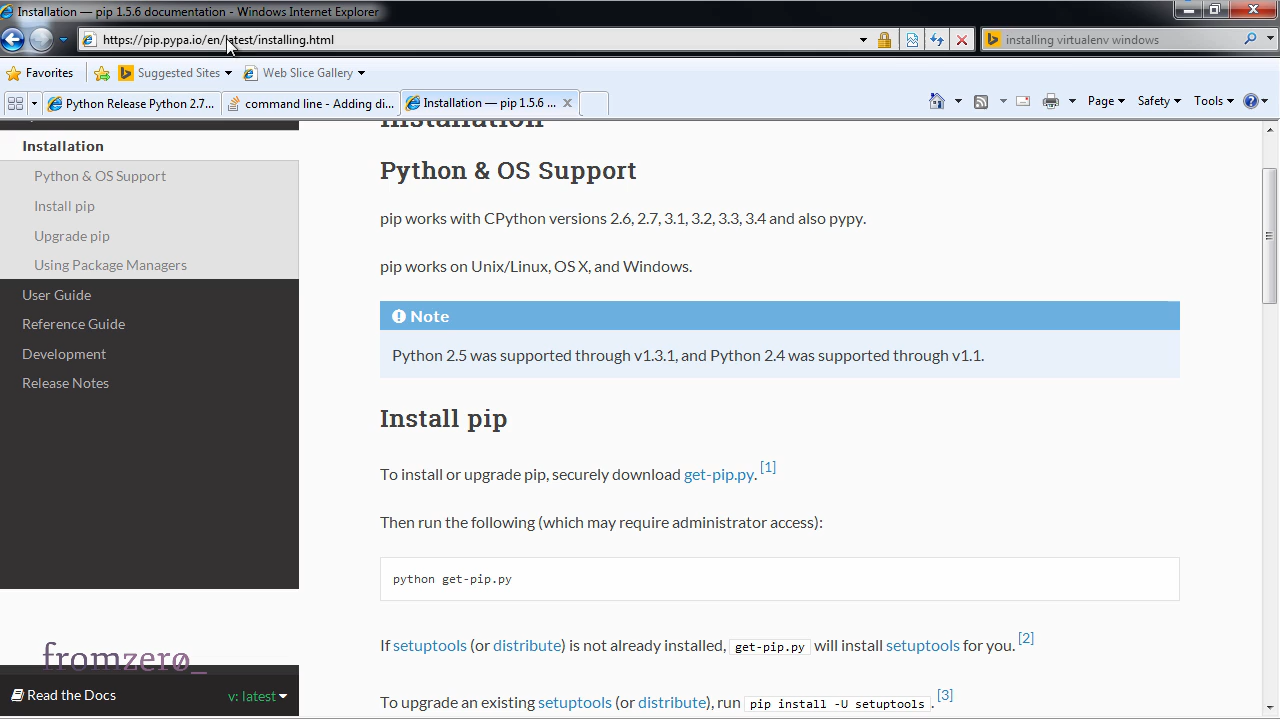 Installation — pip 1.5.6 documentation - Windows Internet Explorer
https://pip.pypa.io/en/latest/installing.html
installing virtualenv windows
Favorites
Suggested Sites
Web Slice Gallery
Python Release Python 2.7...
command line - Adding di...
Installation — pip 1.5.6 ...
Page
Safety
Tools
Installation
Python & OS Support
Install pip
Upgrade pip
Using Package Managers
User Guide
Reference Guide
Development
Release Notes
fromzerø_
Read the Docs
v: latest
Installation
Python & OS Support
pip works with CPython versions 2.6, 2.7, 3.1, 3.2, 3.3, 3.4 and also pypy.
pip works on Unix/Linux, OS X, and Windows.
Note
Python 2.5 was supported through v1.3.1, and Python 2.4 was supported through v1.1.
Install pip
To install or upgrade pip, securely download get-pip.py. [1]
Then run the following (which may require administrator access):
python get-pip.py
If setuptools (or distribute) is not already installed, get-pip.py will install setuptools for you. [2]
To upgrade an existing setuptools (or distribute), run pip install -U setuptools . [3]